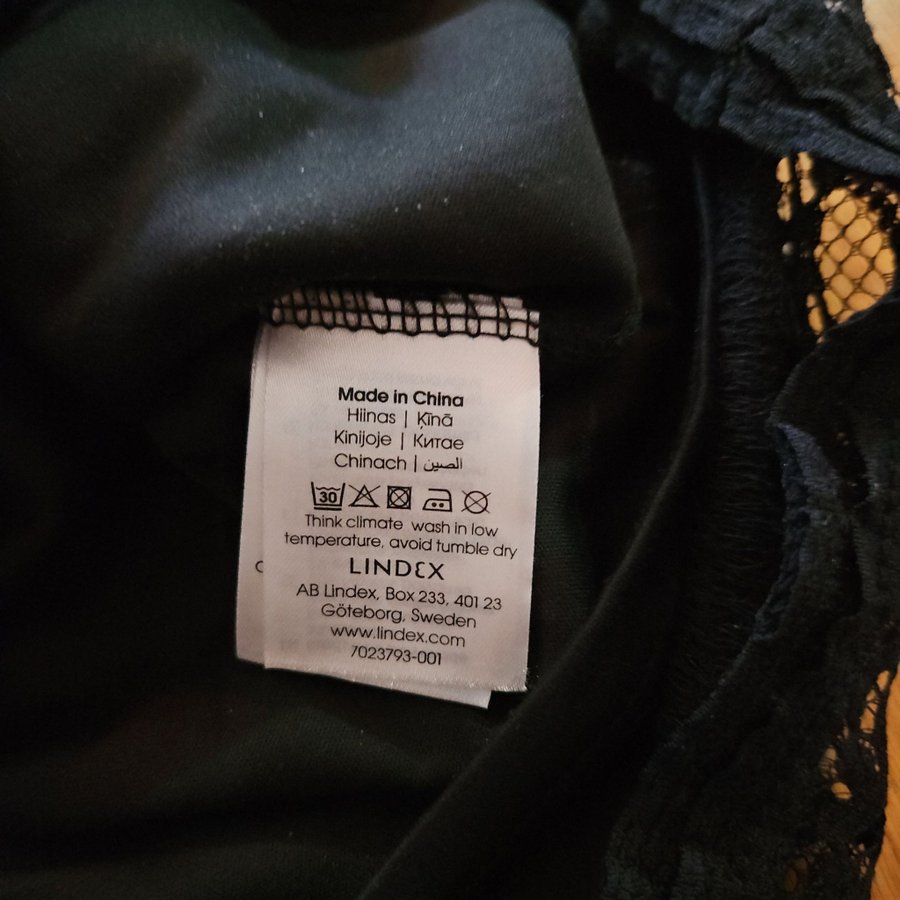 Made in China
Hiinas | Ķīnā
Kinijoje | Китае
Chinach | الصين
30
Think climate wash in low
temperature, avoid tumble dry
LINDEX
AB Lindex, Box 233, 401 23
Göteborg, Sweden
www.lindex.com
7023793-001